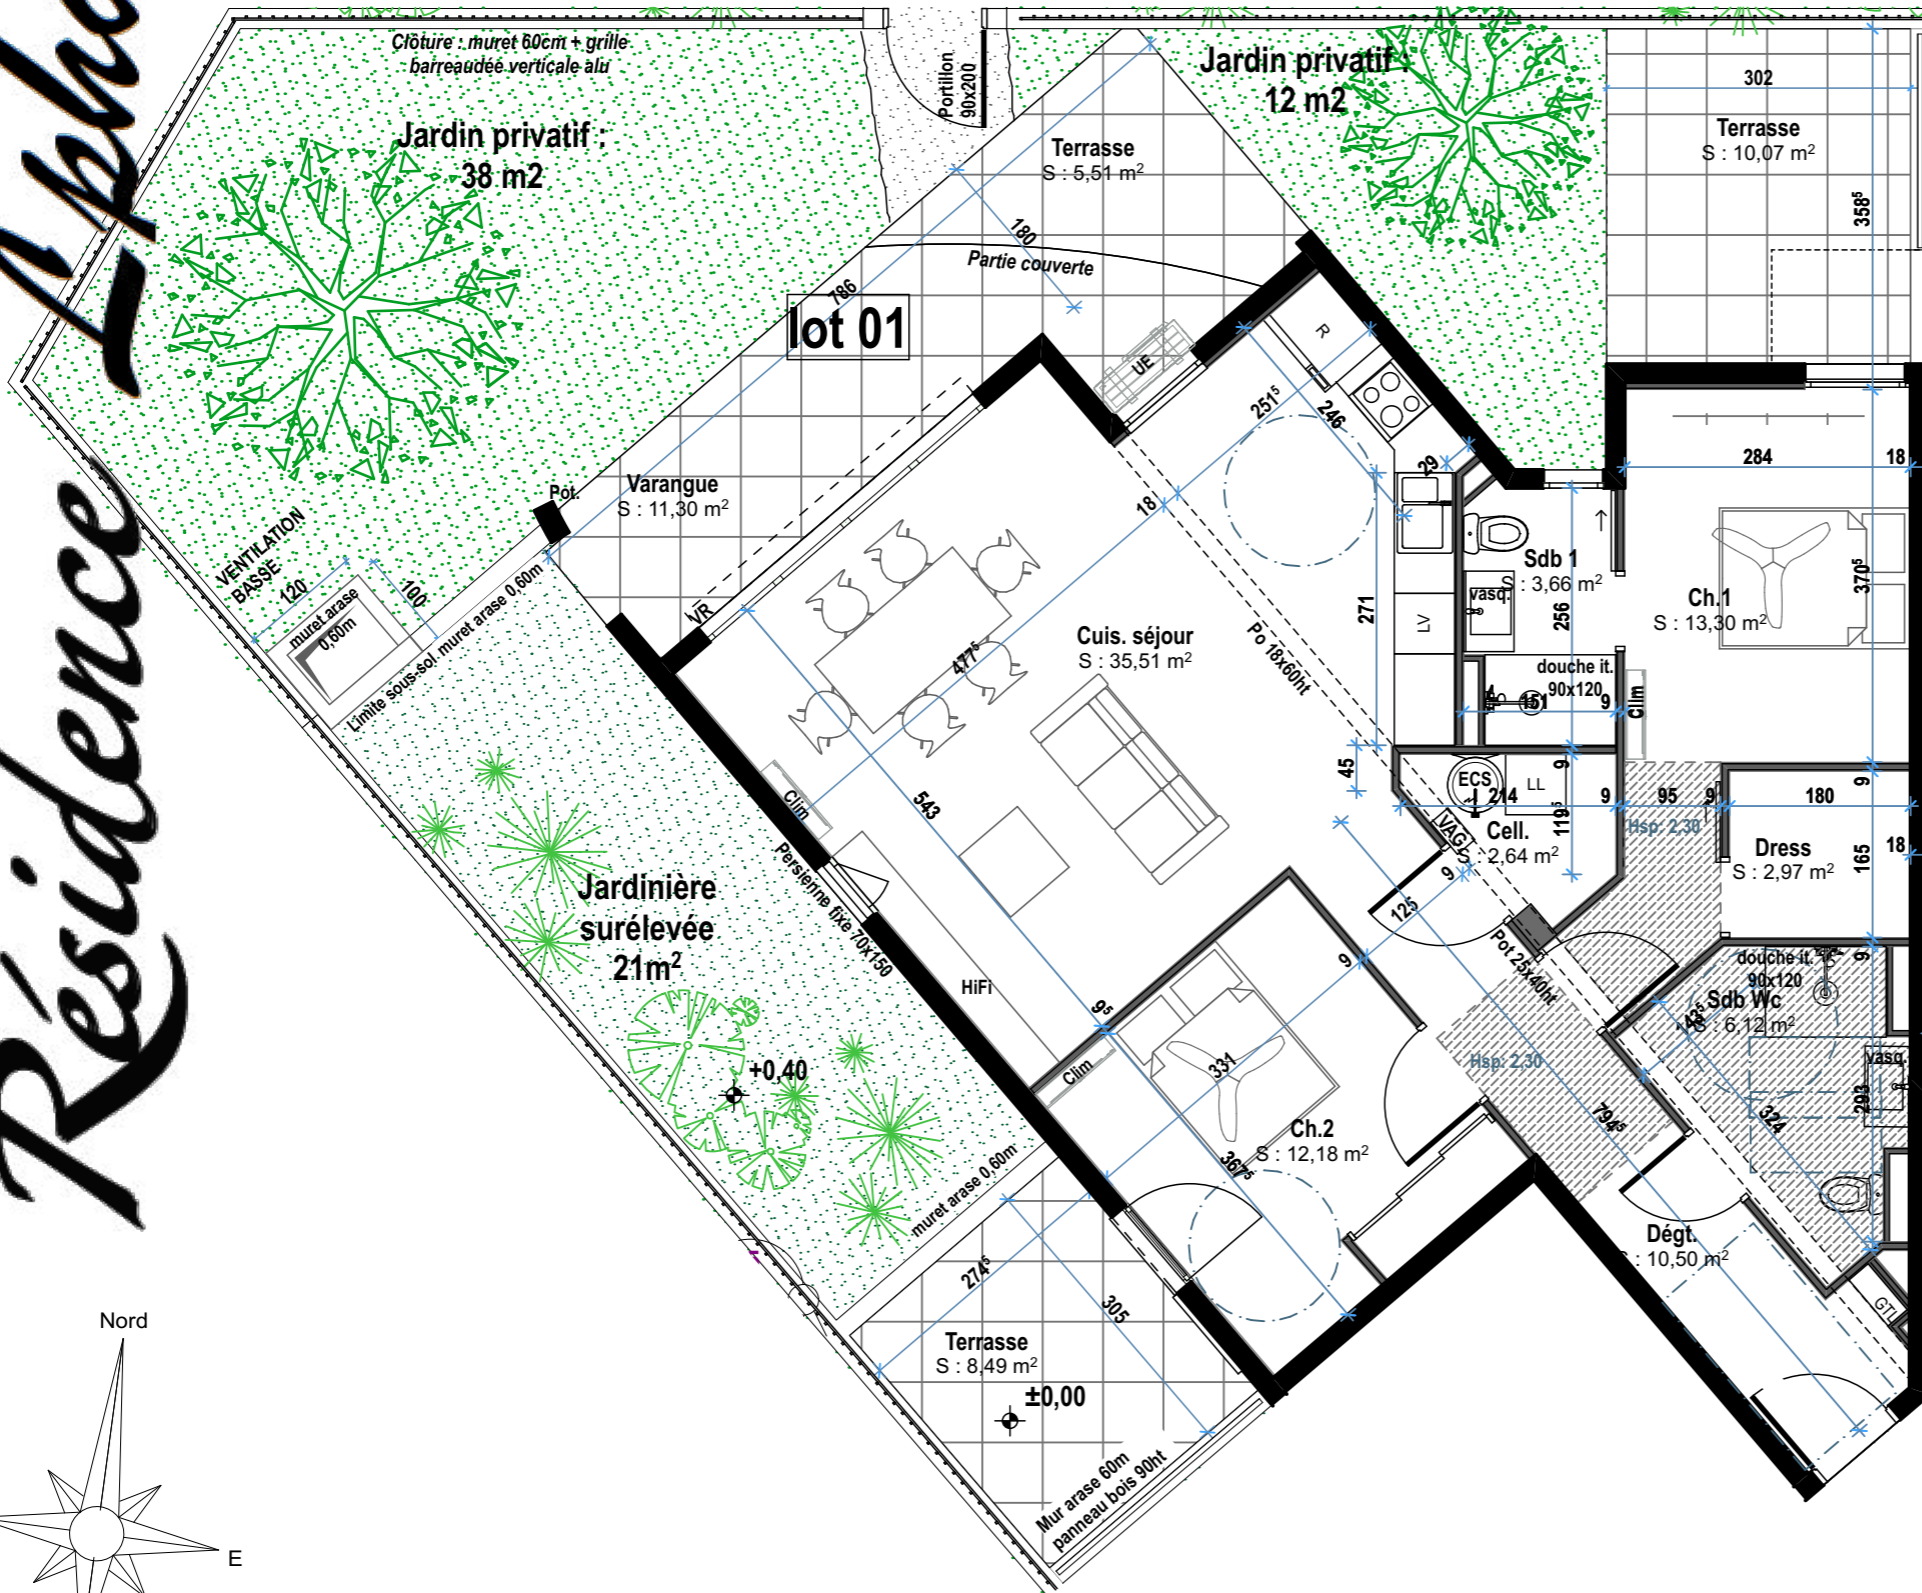 Résidence
Clôture : muret 60cm + grille
barreaudée verticale alu
Portillon
90x200
Jardin privatif :
38 m2
Jardin privatif :
12 m2
Terrasse
S : 5,51 m²
302
Terrasse
S : 10,07 m²
358⁵
180
Partie couverte
786
lot 01
UE
R
251⁵
246
29
284
18
Pot.
Varangue
S : 11,30 m²
18
VENTILATION
BASSE
120
100
muret arase
0,60m
Limite sous-sol muret arase 0,60m
VR
477⁵
Cuis. séjour
S : 35,51 m²
Po 18x60ht
271
LV
Sdb 1
S : 3,66 m²
vasq.
256
douche it.
90x120
151
9
Clim
Ch.1
S : 13,30 m²
370⁵
543
Clim
45
ECS
LL
214
9
9
95
9
180
9
119⁵
VAG
Cell.
S : 2,64 m²
Hsp: 2,30
Dress
S : 2,97 m²
165
18
Persienne fixe 70x150
Jardinière
surélevée
21m²
HiFi
9
125
9
Pot 25x40ht
9
douche it.
90x120
Sdb Wc
S : 6,12 m²
143⁵
vasq.
293
324
9⁵
Clim
331
+0,40
Hsp: 2,30
794⁵
Ch.2
S : 12,18 m²
367⁵
muret arase 0,60m
274⁵
305
Dégt.
S : 10,50 m²
GTL
Terrasse
S : 8,49 m²
±0,00
Mur arase 60m
panneau bois 90ht
Nord
E